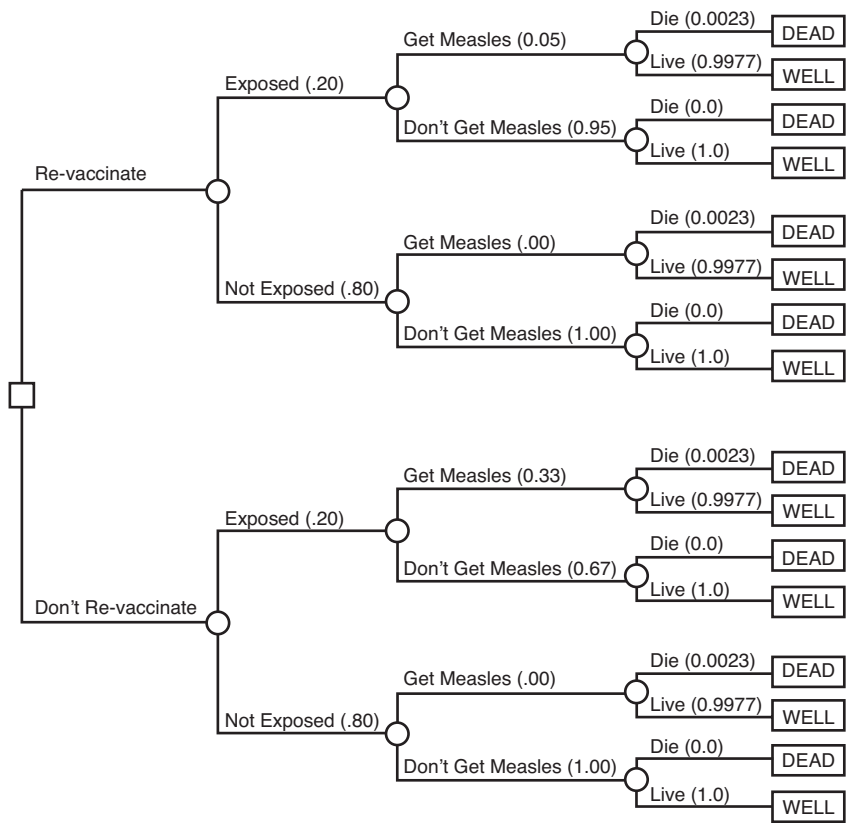 Die (0.0023)
DEAD
Get Measles (0.05)
Live (0.9977)
WELL
Exposed (.20)
Die (0.0)
DEAD
Don't Get Measles (0.95)
Live (1.0)
WELL
Re-vaccinate
Die (0.0023)
DEAD
Get Measles (.00)
Live (0.9977)
WELL
Not Exposed (.80)
Die (0.0)
DEAD
Don't Get Measles (1.00)
Live (1.0)
WELL
Die (0.0023)
DEAD
Get Measles (0.33)
Live (0.9977)
WELL
Exposed (.20)
Die (0.0)
DEAD
Don't Get Measles (0.67)
Live (1.0)
WELL
Don't Re-vaccinate
Die (0.0023)
DEAD
Get Measles (.00)
Live (0.9977)
WELL
Not Exposed (.80)
Die (0.0)
DEAD
Don't Get Measles (1.00)
Live (1.0)
WELL